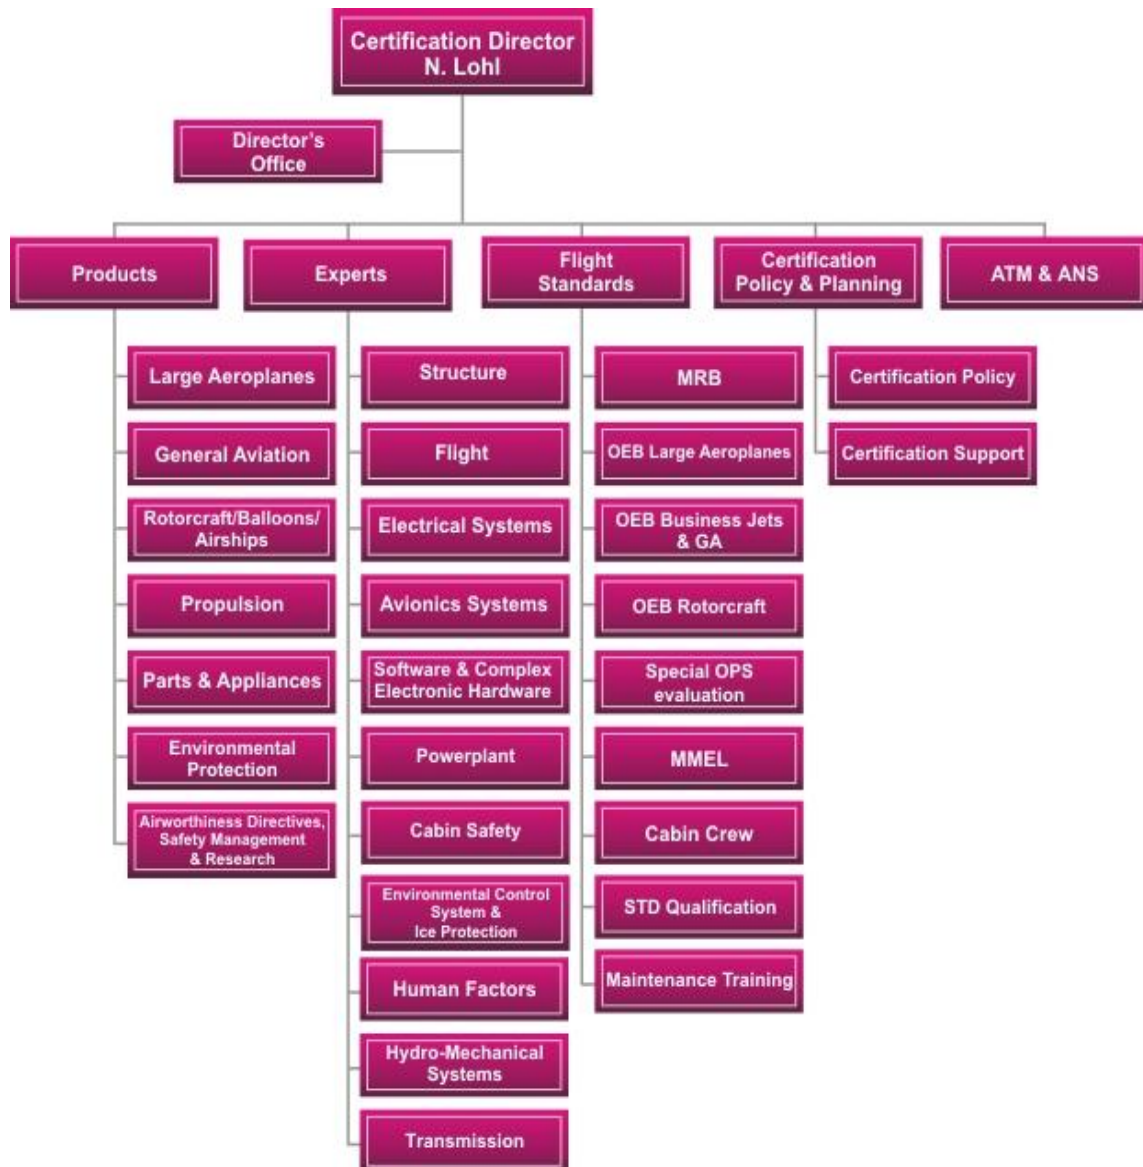 Certification Director
N. Lohl
Director's
Office
Products
Experts
Flight
Standards
Certification
Policy & Planning
ATM & ANS
Large Aeroplanes
General Aviation
Rotorcraft/Balloons/
Airships
Propulsion
Parts & Appliances
Environmental
Protection
Airworthiness Directives,
Safety Management
& Research
Structure
Flight
Electrical Systems
Avionics Systems
Software & Complex
Electronic Hardware
Powerplant
Cabin Safety
Environmental Control
System &
Ice Protection
Human Factors
Hydro-Mechanical
Systems
Transmission
MRB
OEB Large Aeroplanes
OEB Business Jets
& GA
OEB Rotorcraft
Special OPS
evaluation
MMEL
Cabin Crew
STD Qualification
Maintenance Training
Certification Policy
Certification Support